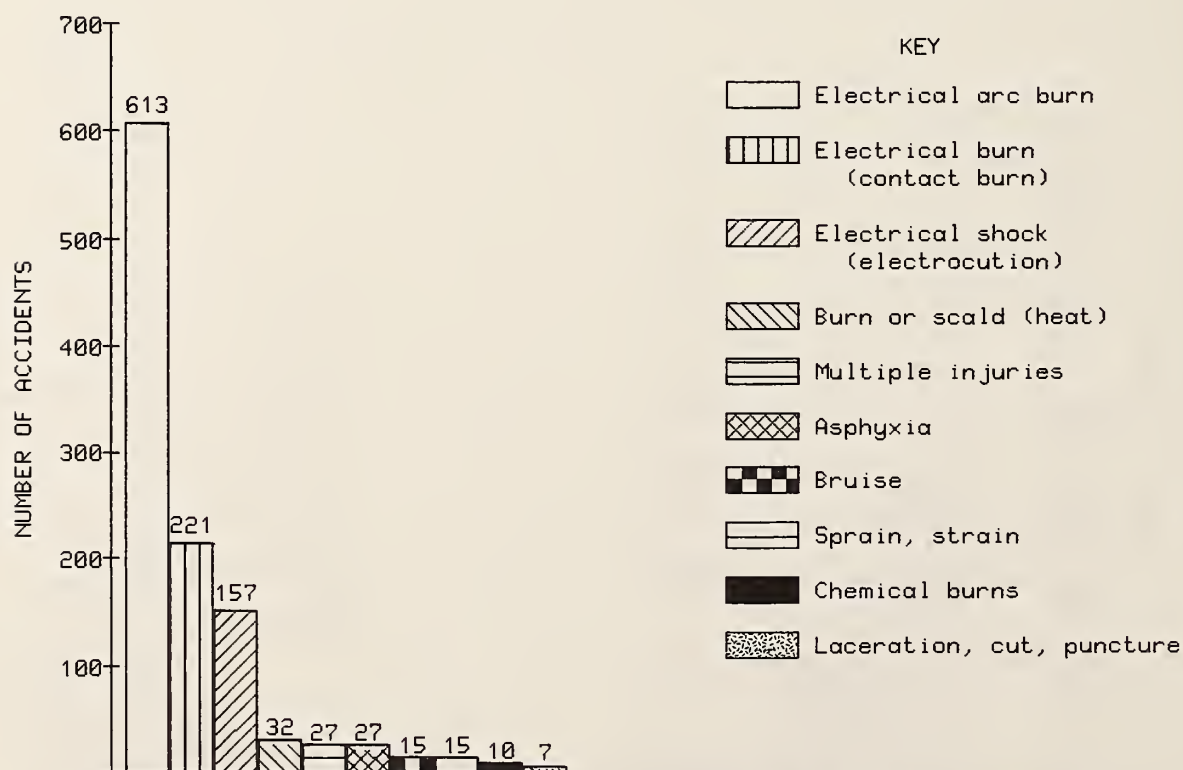 700
613
600
500
400
300
221
200
157
100
32
27
27
15
15
10
7
NUMBER OF ACCIDENTS
KEY
Electrical arc burn
Electrical burn
(contact burn)
Electrical shock
(electrocution)
Burn or scald (heat)
Multiple injuries
Asphyxia
Bruise
Sprain, strain
Chemical burns
Laceration, cut, puncture